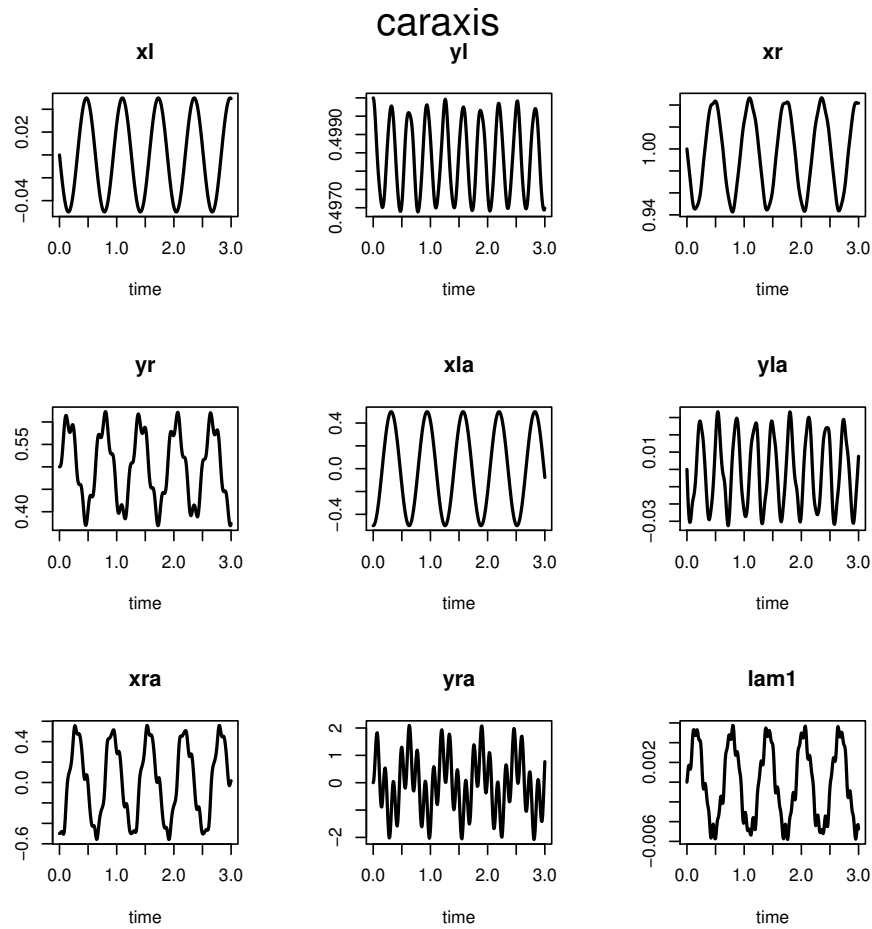 caraxis
xl
yl
xr
−0.04 0.02
0.4970 0.4990
0.94 1.00
0.0 1.0 2.0 3.0
0.0 1.0 2.0 3.0
0.0 1.0 2.0 3.0
time
time
time
yr
xla
yla
0.40 0.55
−0.4 0.0 0.4
−0.03 0.01
0.0 1.0 2.0 3.0
0.0 1.0 2.0 3.0
0.0 1.0 2.0 3.0
time
time
time
xra
yra
lam1
−0.6 0.0 0.4
−2 0 1 2
−0.006 0.002
0.0 1.0 2.0 3.0
0.0 1.0 2.0 3.0
0.0 1.0 2.0 3.0
time
time
time